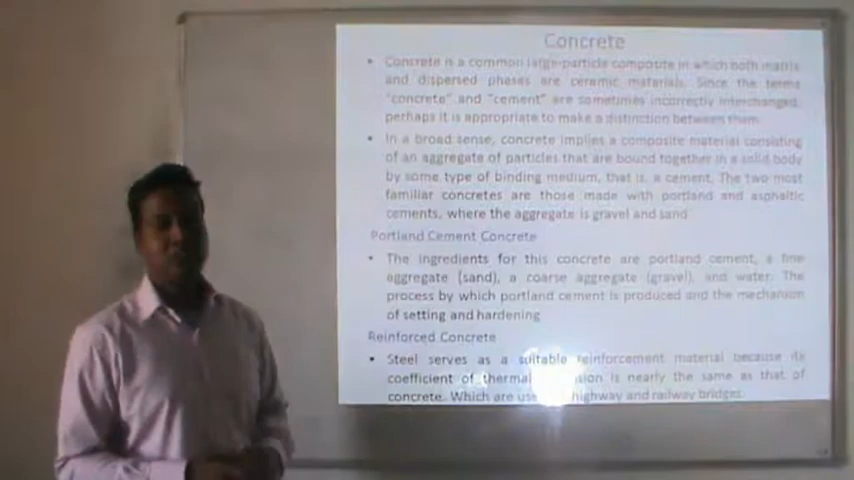 Concrete
• Concrete is a common large-particle composite in which both matrix
and dispersed phases are ceramic materials. Since the terms
"concrete" and "cement" are sometimes incorrectly interchanged,
perhaps it is appropriate to make a distinction between them.
• In a broad sense, concrete implies a composite material consisting
of an aggregate of particles that are bound together in a solid body
by some type of binding medium, that is, a cement. The two most
familiar concretes are those made with portland and asphaltic
cements, where the aggregate is gravel and sand
Portland Cement Concrete
• The ingredients for this concrete are portland cement, a fine
aggregate (sand), a coarse aggregate (gravel), and water. The
process by which portland cement is produced and the mechanism
of setting and hardening
Reinforced Concrete
• Steel serves as a suitable reinforcement material because its
coefficient of thermal is nearly the same as that of
concrete. Which are highway and railway bridges.